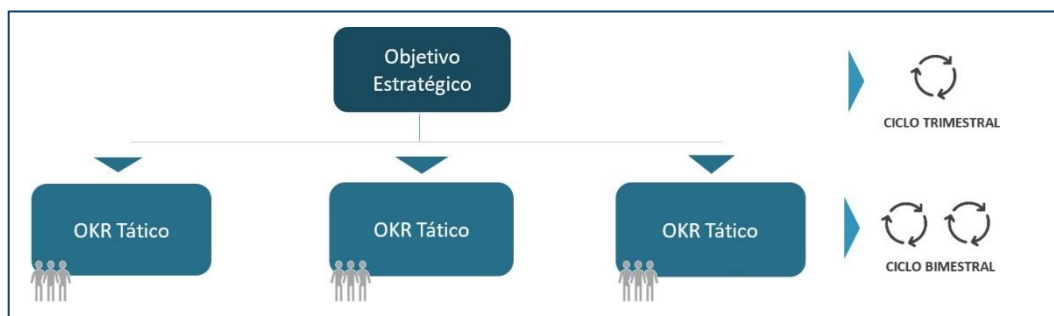 Objetivo
Estratégico
CICLO TRIMESTRAL
OKR Tático
OKR Tático
OKR Tático
CICLO BIMESTRAL